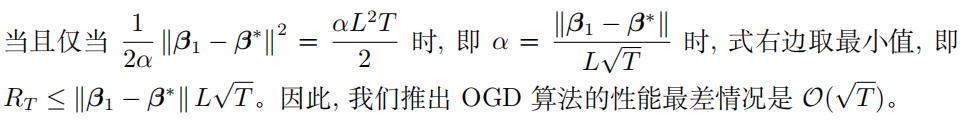 当且仅当 $\frac{1}{2\alpha}\|\boldsymbol{\beta}_1 - \boldsymbol{\beta}^*\|^2 = \frac{\alpha L^2 T}{2}$ 时, 即 $\alpha = \frac{\|\boldsymbol{\beta}_1 - \boldsymbol{\beta}^*\|}{L\sqrt{T}}$ 时, 式右边取最小值, 即
$R_T \leq \|\boldsymbol{\beta}_1 - \boldsymbol{\beta}^*\| L\sqrt{T}$。因此, 我们推出 OGD 算法的性能最差情况是 $\mathcal{O}(\sqrt{T})$。